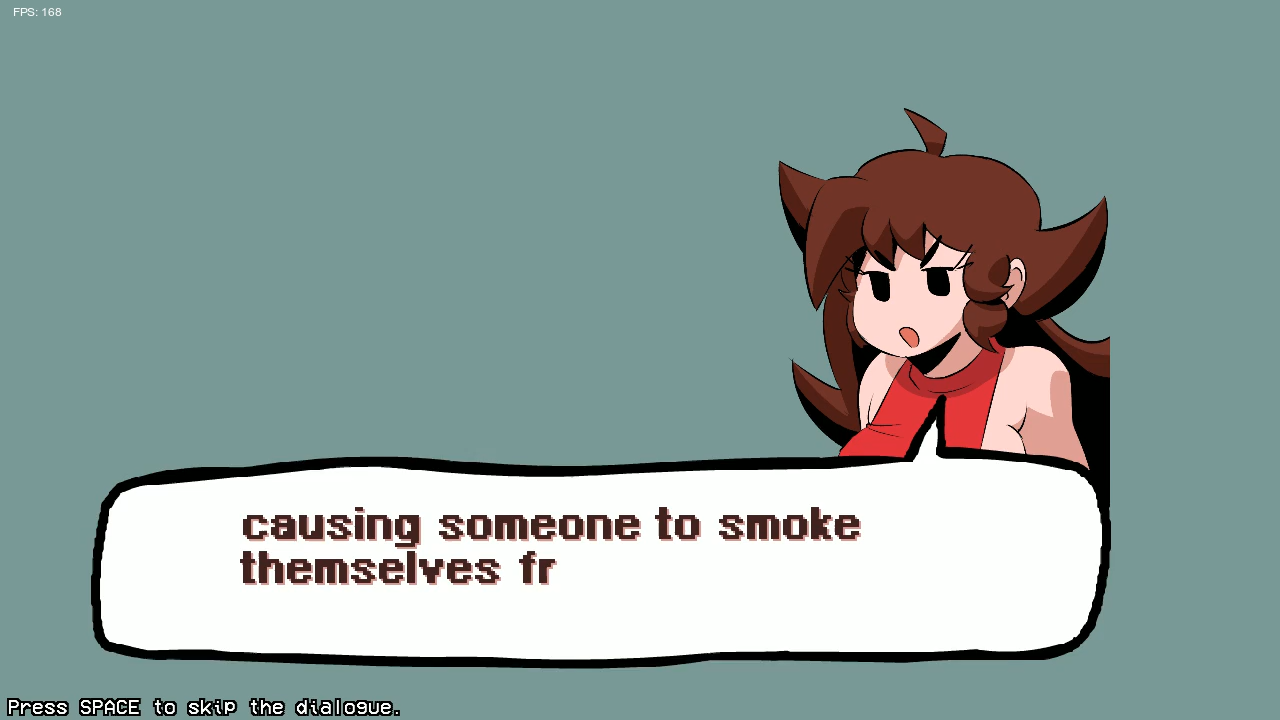 FPS: 168
causing someone to smoke
themselves fr
Press SPACE to skip the dialogue.